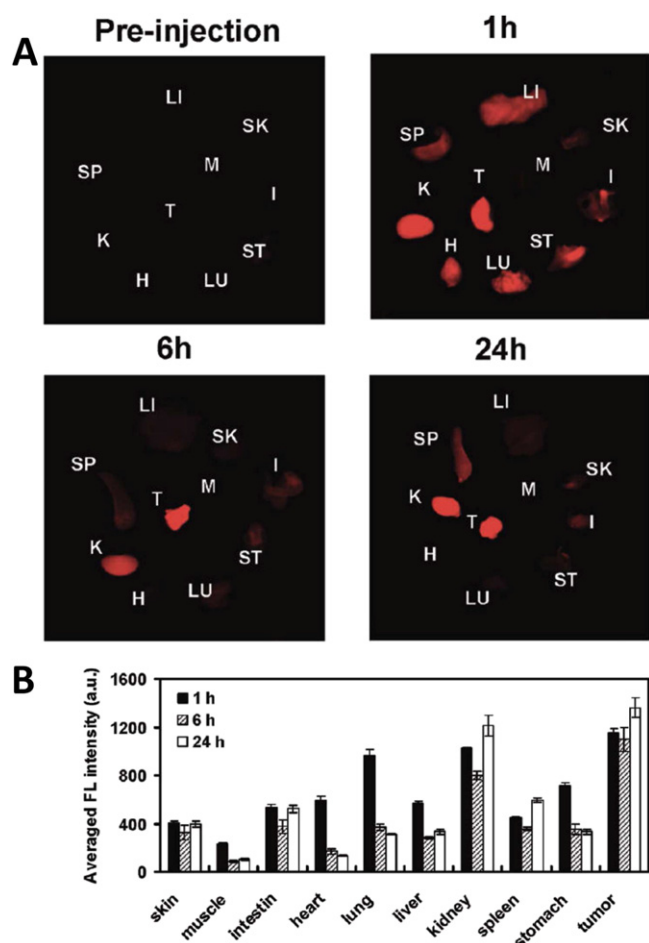 A
Pre-injection
1h
LI
SK
SP
M
I
T
K
ST
H
LU
LI
SK
SP
M
I
K
T
H
ST
LU
6h
24h
LI
SK
SP
I
M
T
K
ST
H
LU
LI
SP
SK
M
K
T
I
H
ST
LU
B
Averaged FL intensity (a.u.)
1600
1200
800
400
0
1 h
6 h
24 h
skin
muscle
intestin
heart
lung
liver
kidney
spleen
stomach
tumor